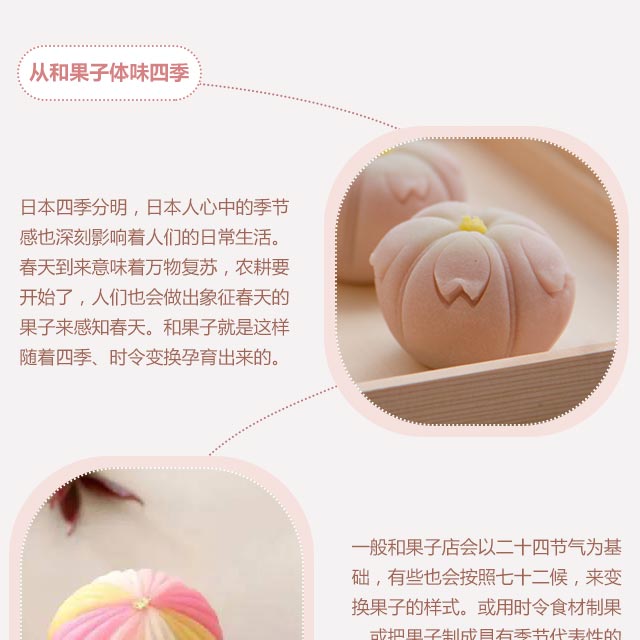 从和果子体味四季
日本四季分明，日本人心中的季节
感也深刻影响着人们的日常生活。
春天到来意味着万物复苏，农耕要
开始了，人们也会做出象征春天的
果子来感知春天。和果子就是这样
随着四季、时令变换孕育出来的。
一般和果子店会以二十四节气为基
础，有些也会按照七十二候，来变
换果子的样式。或用时令食材制果
，或把果子制成具有季节代表性的